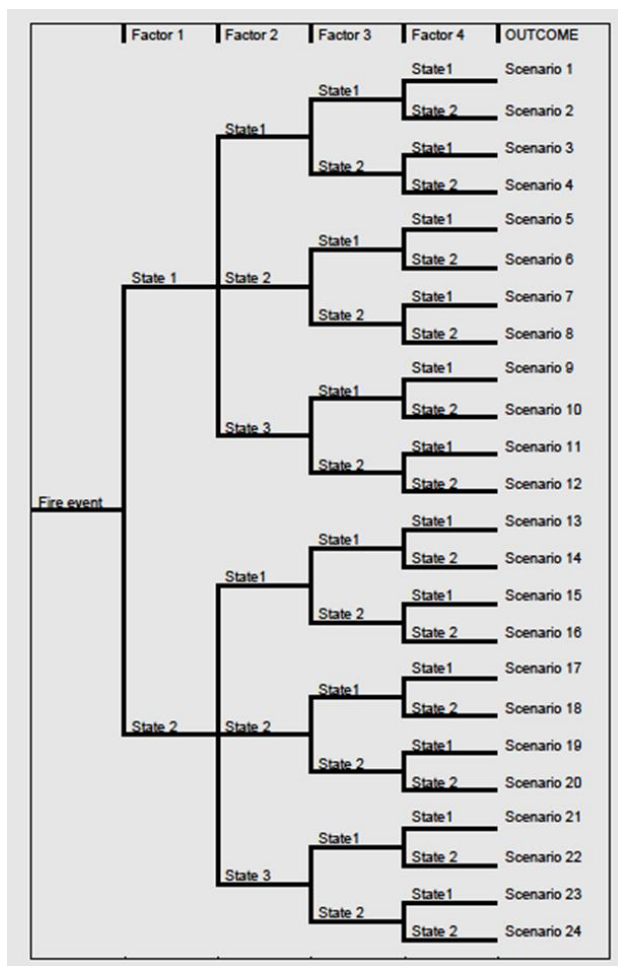 Factor 1 Factor 2 Factor 3 Factor 4 OUTCOME
State1 Scenario 1
State1
State 2 Scenario 2
State1
State1 Scenario 3
State 2
State 2 Scenario 4
State1 Scenario 5
State1
State 2 Scenario 6
State 1 State 2
State1 Scenario 7
State 2
State 2 Scenario 8
State1 Scenario 9
State1
State 2 Scenario 10
State 3
State1 Scenario 11
State 2
State 2 Scenario 12
Fire event
State1 Scenario 13
State1
State 2 Scenario 14
State1
State1 Scenario 15
State 2
State 2 Scenario 16
State1 Scenario 17
State1
State 2 Scenario 18
State 2 State 2
State1 Scenario 19
State 2
State 2 Scenario 20
State1 Scenario 21
State1
State 2 Scenario 22
State 3
State1 Scenario 23
State 2
State 2 Scenario 24